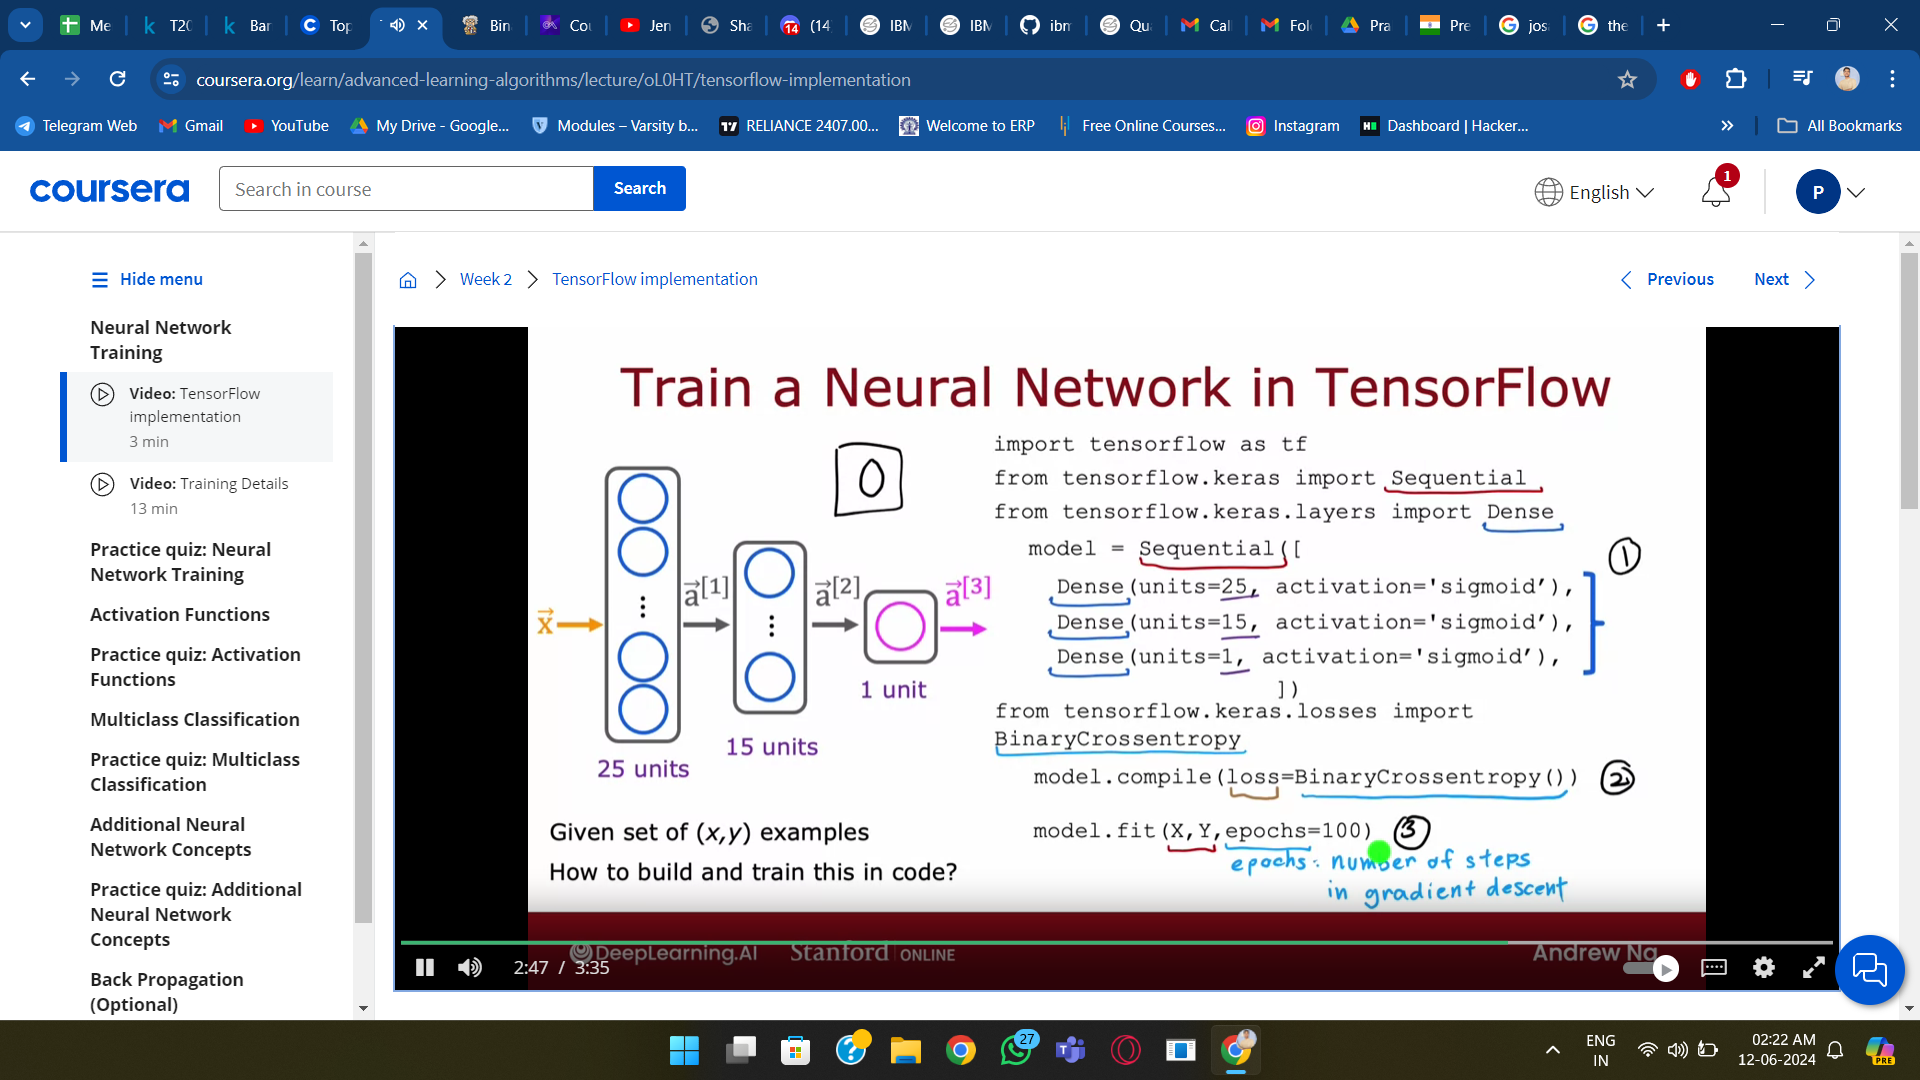 Me
T20
Bar
Top
T
Bin
Cou
Jen
Sha
14
(14
IBM
IBM
ibm
Qu
Cal
Fol
Pra
Pre
jos
the
coursera.org/learn/advanced-learning-algorithms/lecture/oL0HT/tensorflow-implementation
Telegram Web
Gmail
YouTube
My Drive - Google...
Modules – Varsity b...
RELIANCE 2407.00...
Welcome to ERP
Free Online Courses...
Instagram
Dashboard | Hacker...
»
All Bookmarks
coursera
Search in course
Search
English
1
P
Hide menu
Week 2
TensorFlow implementation
Previous
Next
Neural Network
Training
Video: TensorFlow
implementation
3 min
Video: Training Details
13 min
Practice quiz: Neural
Network Training
Activation Functions
Practice quiz: Activation
Functions
Multiclass Classification
Practice quiz: Multiclass
Classification
Additional Neural
Network Concepts
Practice quiz: Additional
Neural Network
Concepts
Back Propagation
(Optional)
Train a Neural Network in TensorFlow
0
x⃗
a⃗[1]
a⃗[2]
a⃗[3]
25 units
15 units
1 unit
Given set of (x,y) examples
How to build and train this in code?
import tensorflow as tf
from tensorflow.keras import Sequential
from tensorflow.keras.layers import Dense
model = Sequential([
①
Dense(units=25, activation='sigmoid'),
Dense(units=15, activation='sigmoid'),
Dense(units=1, activation='sigmoid'),
])
from tensorflow.keras.losses import
BinaryCrossentropy
model.compile(loss=BinaryCrossentropy()) ②
model.fit(X,Y,epochs=100) ③
epochs: number of steps
in gradient descent
DeepLearning.AI
Stanford ONLINE
Andrew Ng
2:47 / 3:35
27
ENG
IN
02:22 AM
12-06-2024
PRE